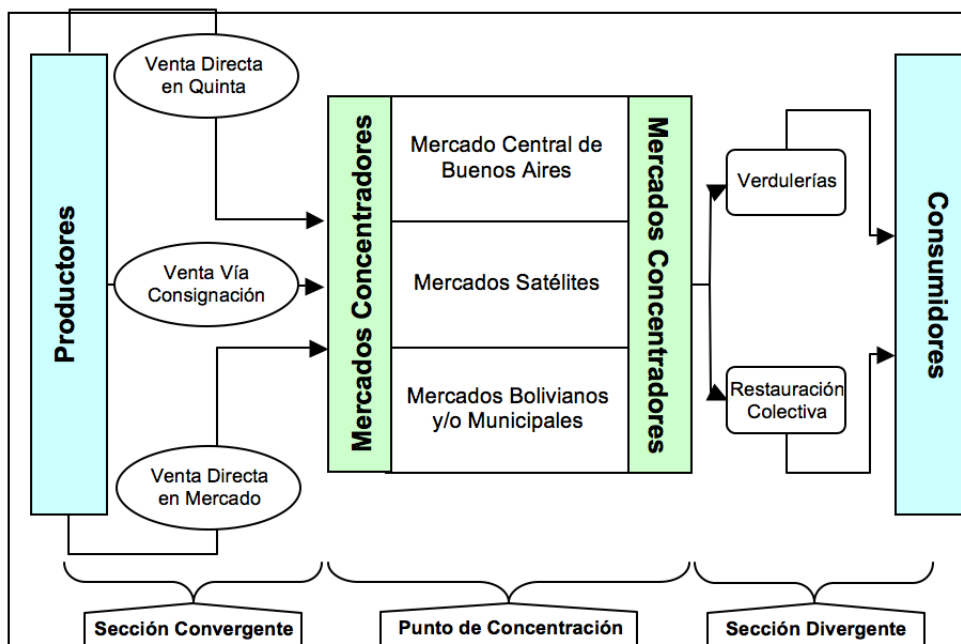 Productores
Venta Directa
en Quinta
Venta Vía
Consignación
Venta Directa
en Mercado
Mercados Concentradores
Mercado Central de
Buenos Aires
Mercados Satélites
Mercados Bolivianos
y/o Municipales
Mercados Concentradores
Verdulerías
Restauración
Colectiva
Consumidores
Sección Convergente
Punto de Concentración
Sección Divergente